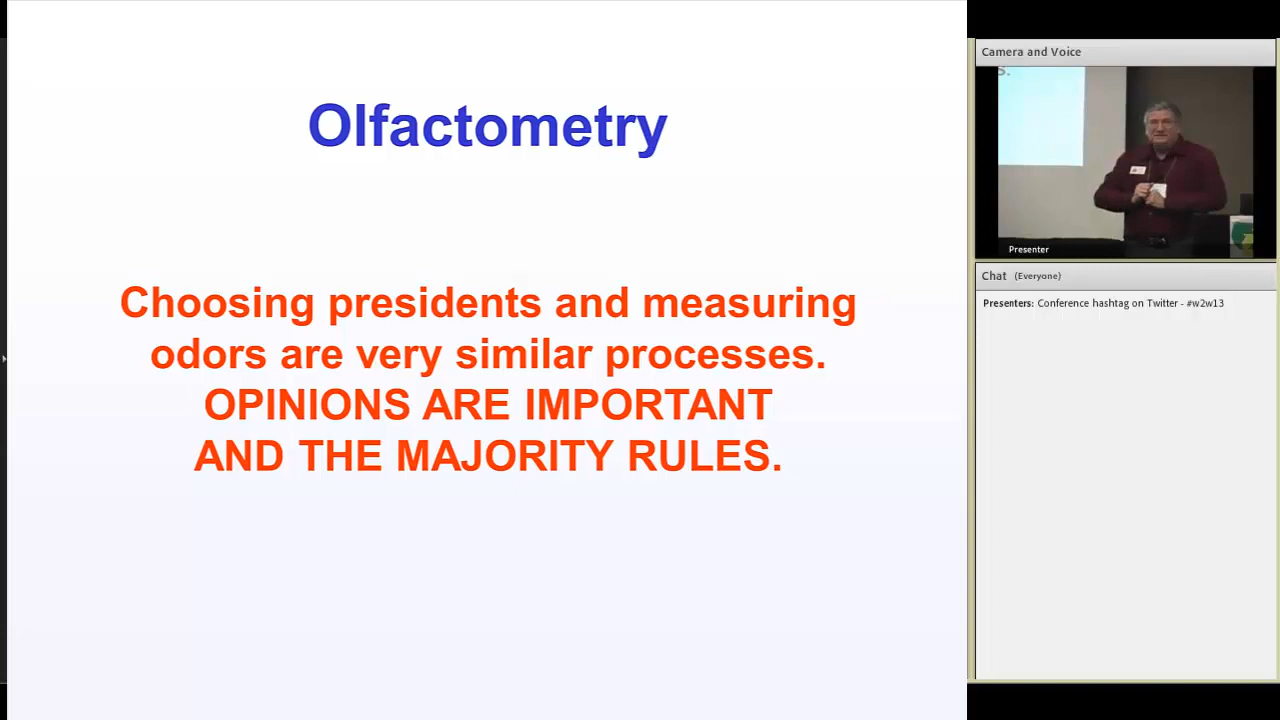 Olfactometry
Choosing presidents and measuring
odors are very similar processes.
OPINIONS ARE IMPORTANT
AND THE MAJORITY RULES.
Camera and Voice
S.
Presenter
Chat (Everyone)
Presenters: Conference hashtag on Twitter - #w2w13